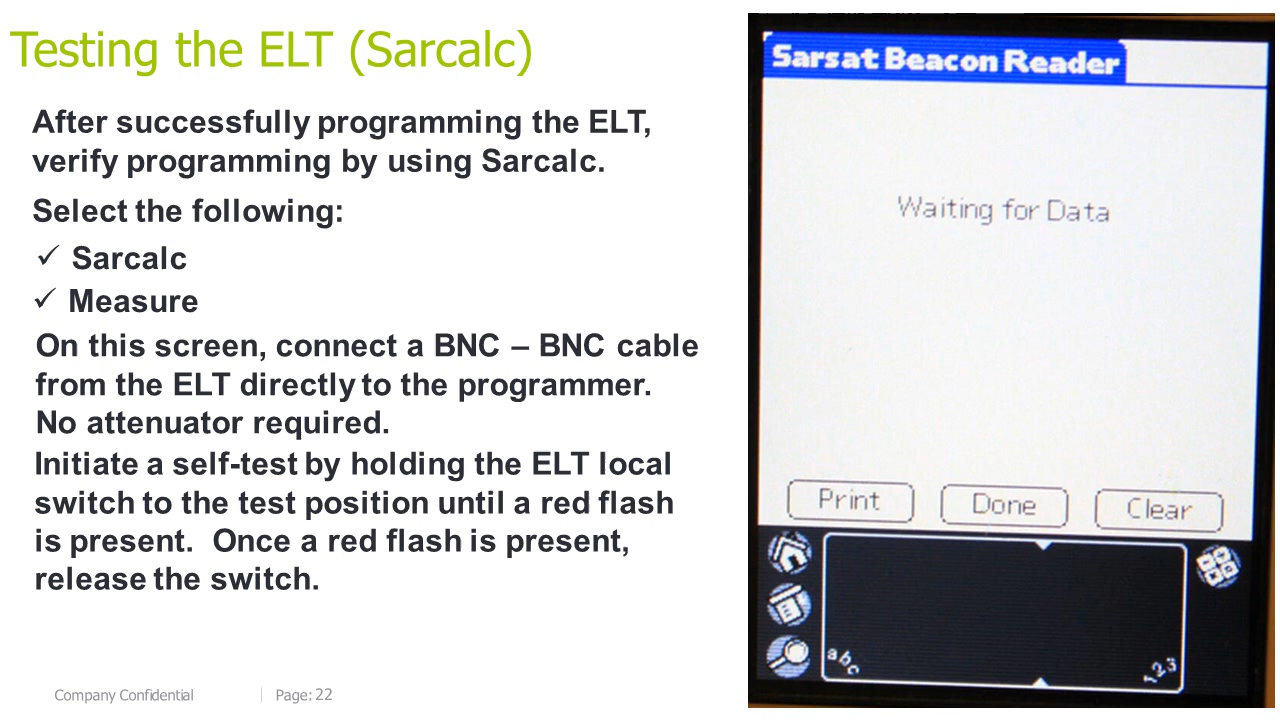 Testing the ELT (Sarcalc)
After successfully programming the ELT,
verify programming by using Sarcalc.
Select the following:
✓ Sarcalc
✓ Measure
On this screen, connect a BNC – BNC cable
from the ELT directly to the programmer.
No attenuator required.
Initiate a self-test by holding the ELT local
switch to the test position until a red flash
is present. Once a red flash is present,
release the switch.
Company Confidential
Page: 22
Sarsat Beacon Reader
Waiting for Data
Print Done Clear
abc
123